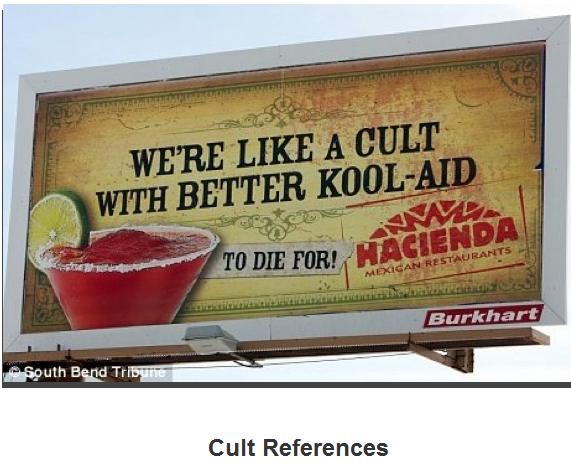 WE'RE LIKE A CULT
WITH BETTER KOOL-AID
TO DIE FOR!
HACIENDA
MEXICAN RESTAURANTS
Burkhart
© South Bend Tribune
Cult References